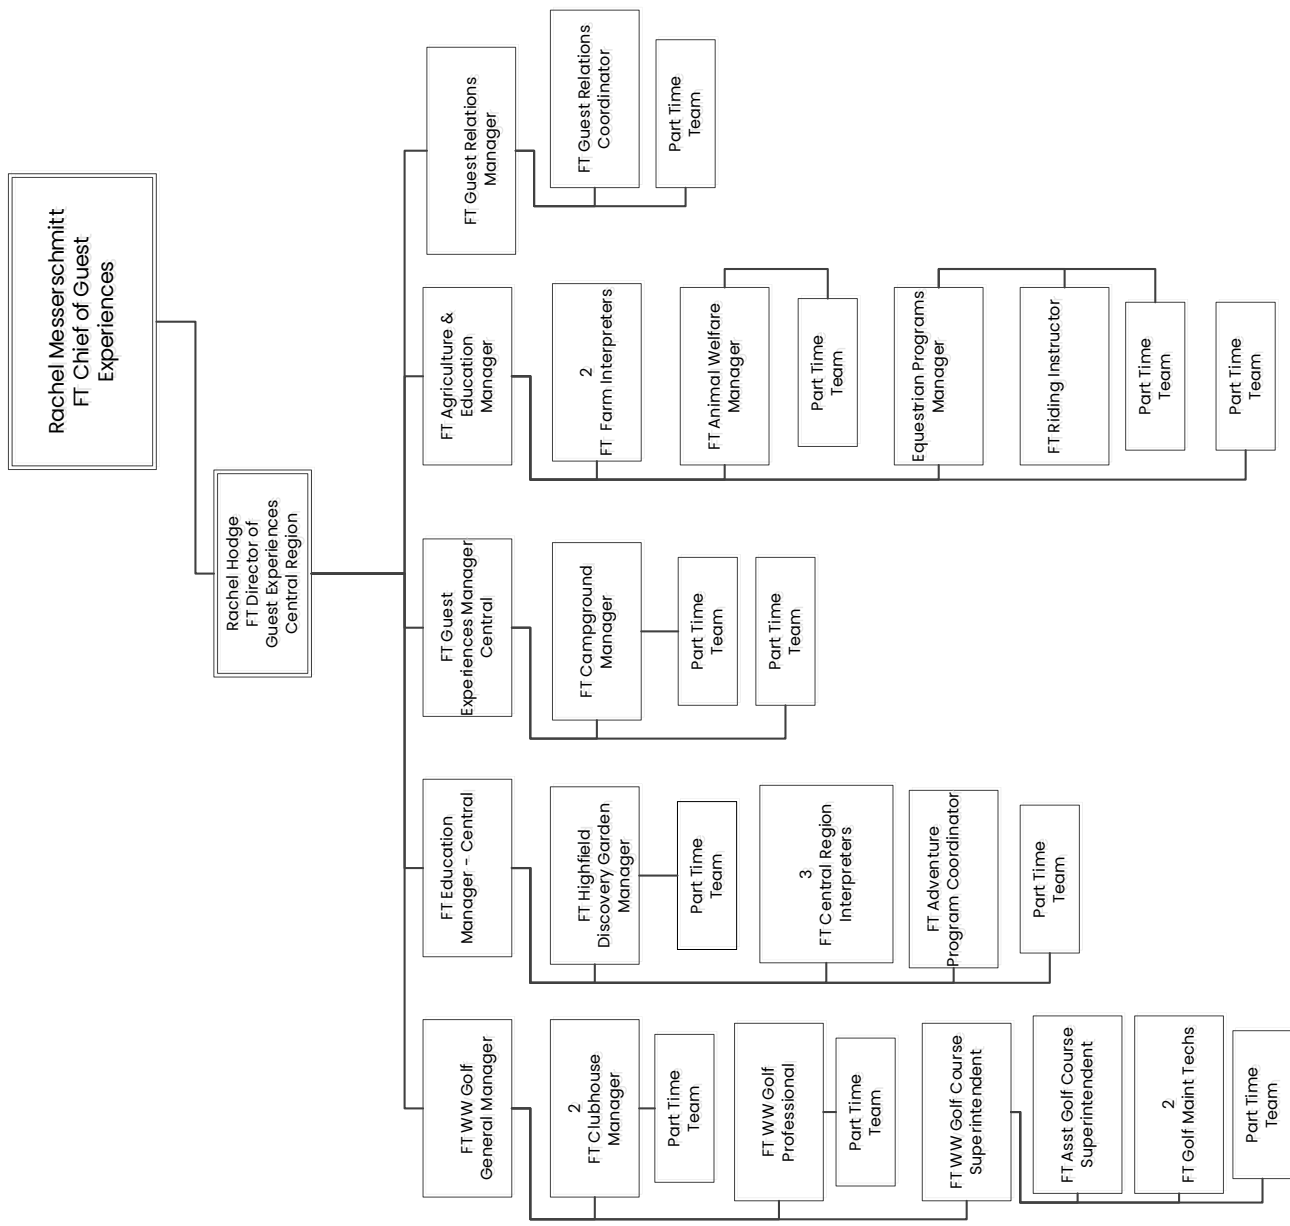 Rachel Messerschmitt
FT Chief of Guest
Experiences
Rachel Hodge
FT Director of
Guest Experiences
Central Region
FT WW Golf
General Manager
2
FT Clubhouse
Manager
Part Time
Team
FT WW Golf
Professional
Part Time
Team
FT WW Golf Course
Superintendent
FT Asst Golf Course
Superintendent
2
FT Golf Maint Techs
Part Time
Team
FT Education
Manager - Central
FT Highfield
Discovery Garden
Manager
Part Time
Team
3
FT Central Region
Interpreters
FT Adventure
Program Coordinator
Part Time
Team
FT Guest
Experiences Manager
Central
FT Campground
Manager
Part Time
Team
Part Time
Team
FT Agriculture &
Education
Manager
2
FT Farm Interpreters
FT Animal Welfare
Manager
Part Time
Team
Equestrian Programs
Manager
FT Riding Instructor
Part Time
Team
Part Time
Team
FT Guest Relations
Manager
FT Guest Relations
Coordinator
Part Time
Team